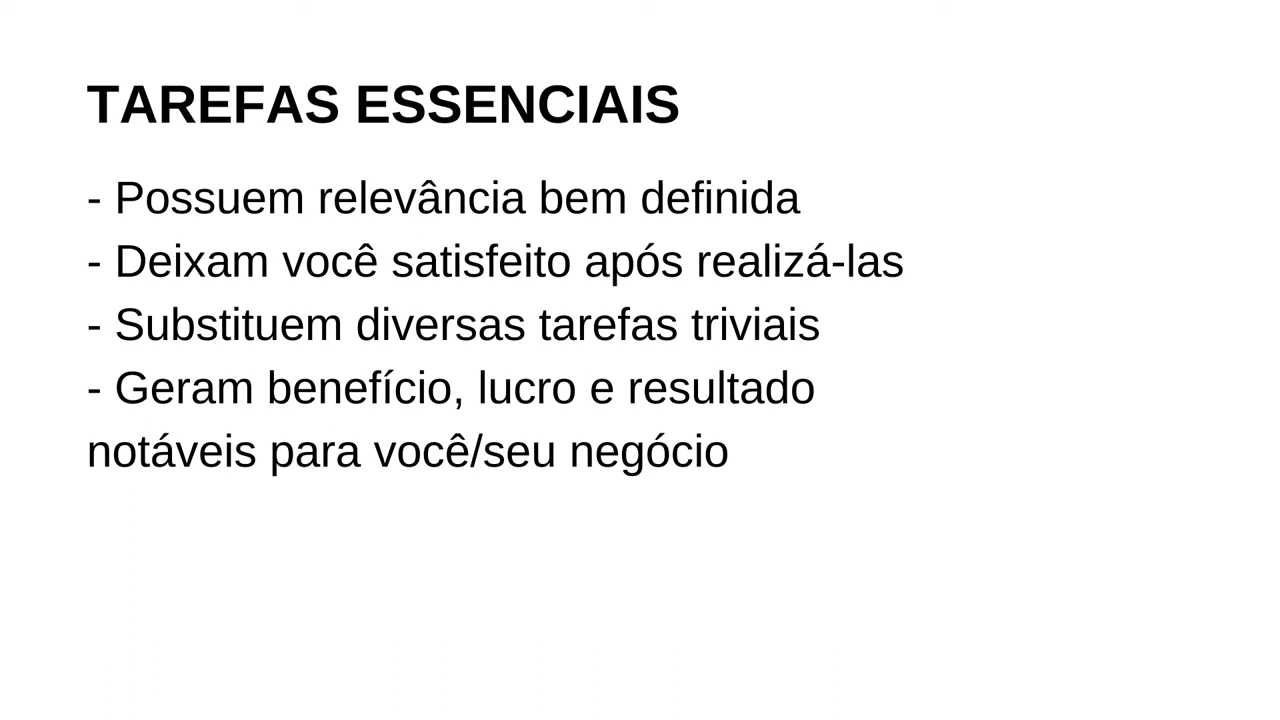 TAREFAS ESSENCIAIS
- Possuem relevância bem definida
- Deixam você satisfeito após realizá-las
- Substituem diversas tarefas triviais
- Geram benefício, lucro e resultado
notáveis para você/seu negócio